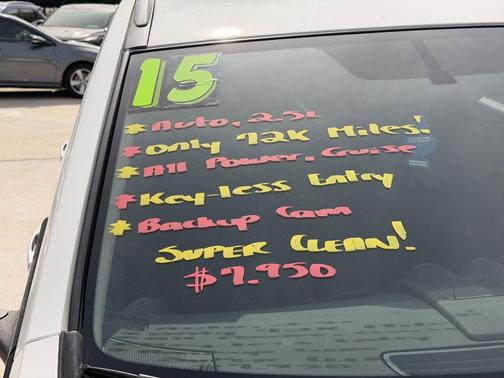 15
* Auto, 2.5L
* Only 72K Miles!
* All Power, Cruise
* Key-less Entry
* Backup Cam
SUPER CLEAN!
$7,950